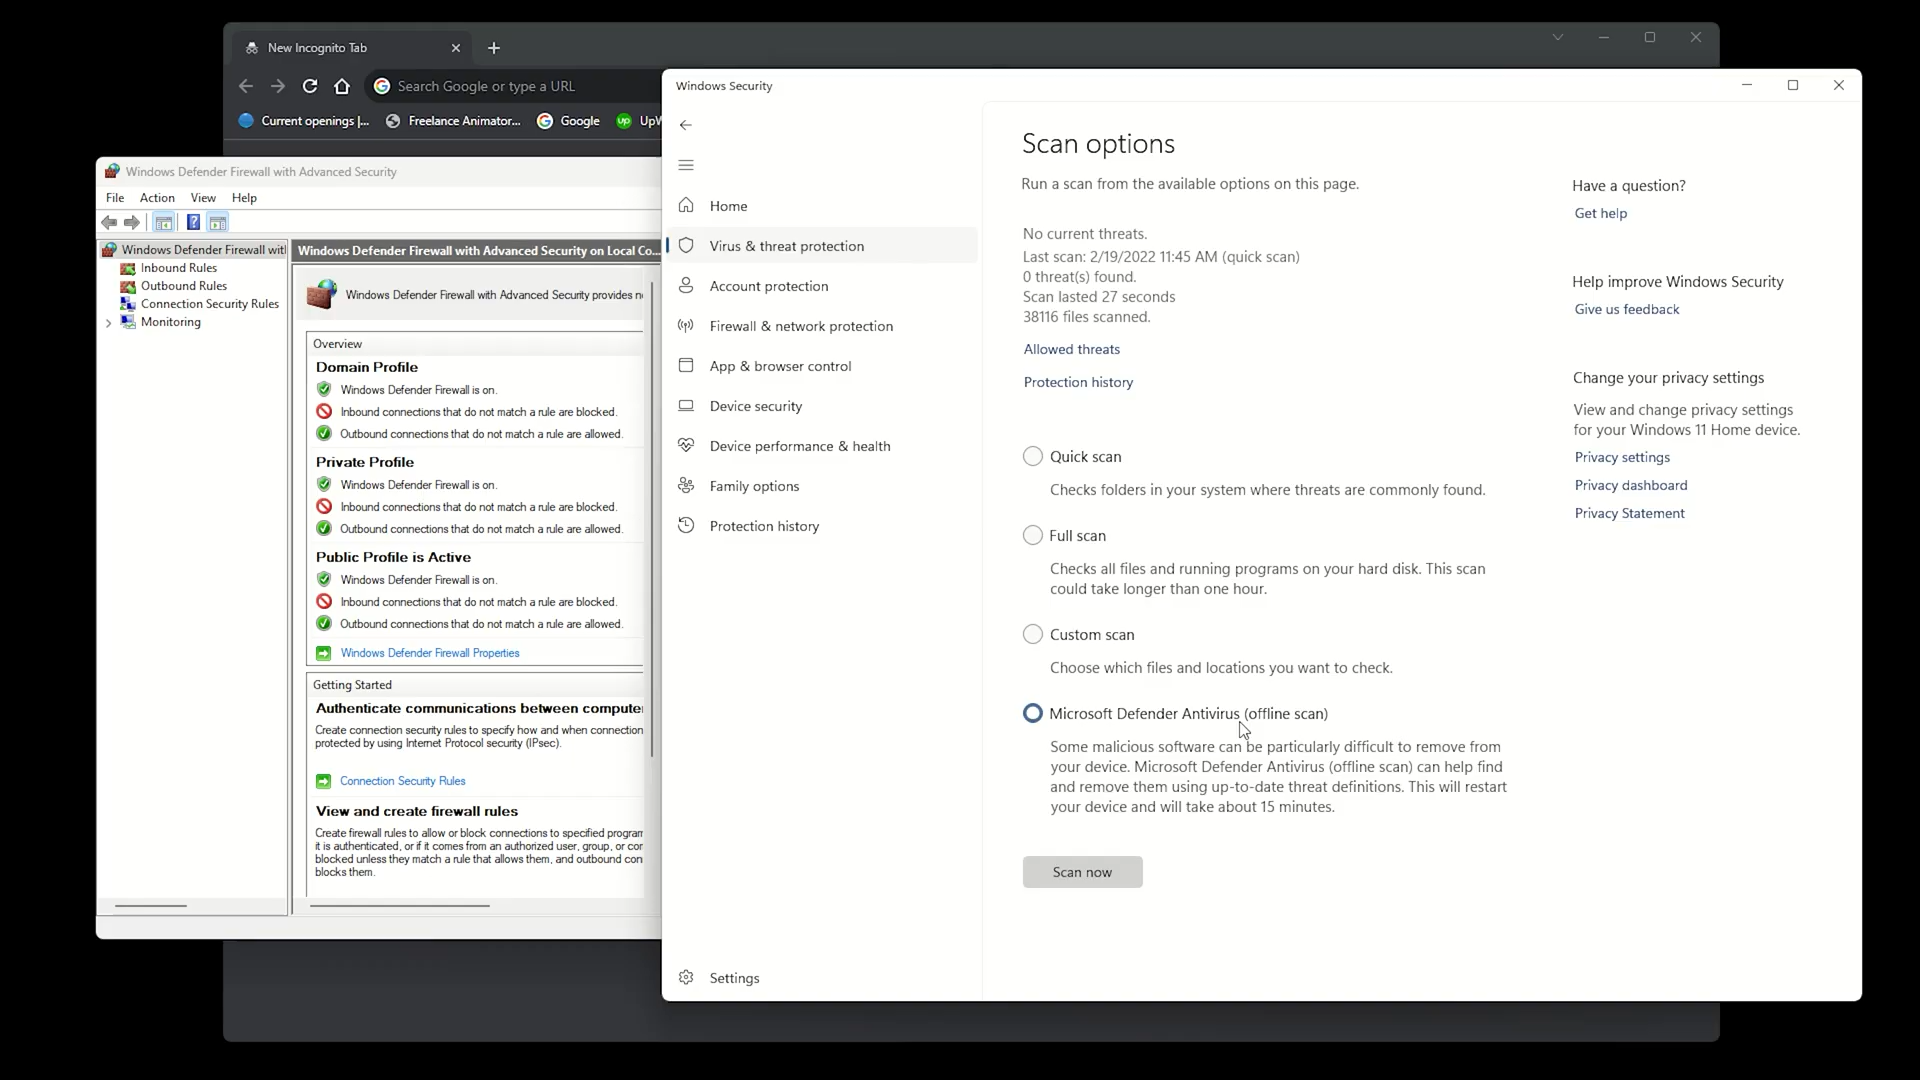 New Incognito Tab
Search Google or type a URL
Current openings |...
Freelance Animator...
Google
up
UpW
Windows Defender Firewall with Advanced Security
File
Action
View
Help
Windows Defender Firewall wit
Inbound Rules
Outbound Rules
Connection Security Rules
Monitoring
Windows Defender Firewall with Advanced Security on Local Co...
Windows Defender Firewall with Advanced Security provides n
Overview
Domain Profile
Windows Defender Firewall is on.
Inbound connections that do not match a rule are blocked.
Outbound connections that do not match a rule are allowed.
Private Profile
Windows Defender Firewall is on.
Inbound connections that do not match a rule are blocked.
Outbound connections that do not match a rule are allowed.
Public Profile is Active
Windows Defender Firewall is on.
Inbound connections that do not match a rule are blocked.
Outbound connections that do not match a rule are allowed.
Windows Defender Firewall Properties
Getting Started
Authenticate communications between compute
Create connection security rules to specify how and when connection
protected by using Internet Protocol security (IPsec).
Connection Security Rules
View and create firewall rules
Create firewall rules to allow or block connections to specified program
it is authenticated, or if it comes from an authorized user, group, or co
blocked unless they match a rule that allows them, and outbound con
blocks them.
Windows Security
Home
Virus & threat protection
Account protection
Firewall & network protection
App & browser control
Device security
Device performance & health
Family options
Protection history
Settings
Scan options
Run a scan from the available options on this page.
No current threats.
Last scan: 2/19/2022 11:45 AM (quick scan)
0 threat(s) found.
Scan lasted 27 seconds
38116 files scanned.
Allowed threats
Protection history
Quick scan
Checks folders in your system where threats are commonly found.
Full scan
Checks all files and running programs on your hard disk. This scan
could take longer than one hour.
Custom scan
Choose which files and locations you want to check.
Microsoft Defender Antivirus (offline scan)
Some malicious software can be particularly difficult to remove from
your device. Microsoft Defender Antivirus (offline scan) can help find
and remove them using up-to-date threat definitions. This will restart
your device and will take about 15 minutes.
Scan now
Have a question?
Get help
Help improve Windows Security
Give us feedback
Change your privacy settings
View and change privacy settings
for your Windows 11 Home device.
Privacy settings
Privacy dashboard
Privacy Statement